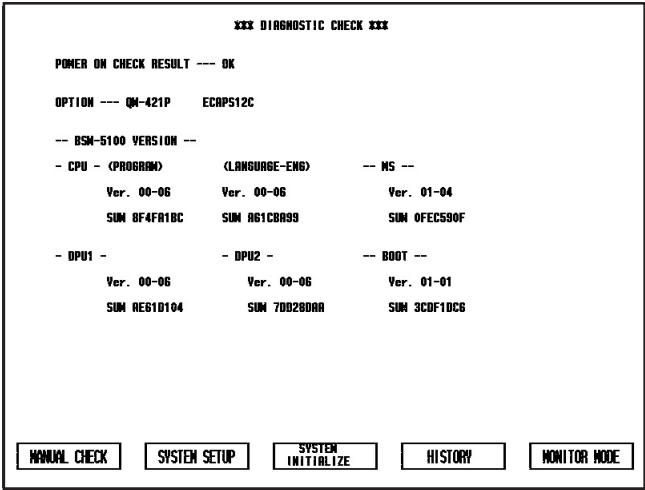 *** DIAGNOSTIC CHECK ***
POWER ON CHECK RESULT --- OK
OPTION --- QW-421P ECAPS12C
-- BSM-5100 VERSION --
- CPU - (PROGRAM) (LANGUAGE-ENG) -- MS --
Ver. 00-06 Ver. 00-06 Ver. 01-04
SUM 8F4FA1BC SUM A61CBA99 SUM 0FEC590F
- DPU1 - - DPU2 - -- BOOT --
Ver. 00-06 Ver. 00-06 Ver. 01-01
SUM AE61D104 SUM 7DD28DAA SUM 3CDF1DC6
MANUAL CHECK SYSTEM SETUP SYSTEM INITIALIZE HISTORY MONITOR MODE